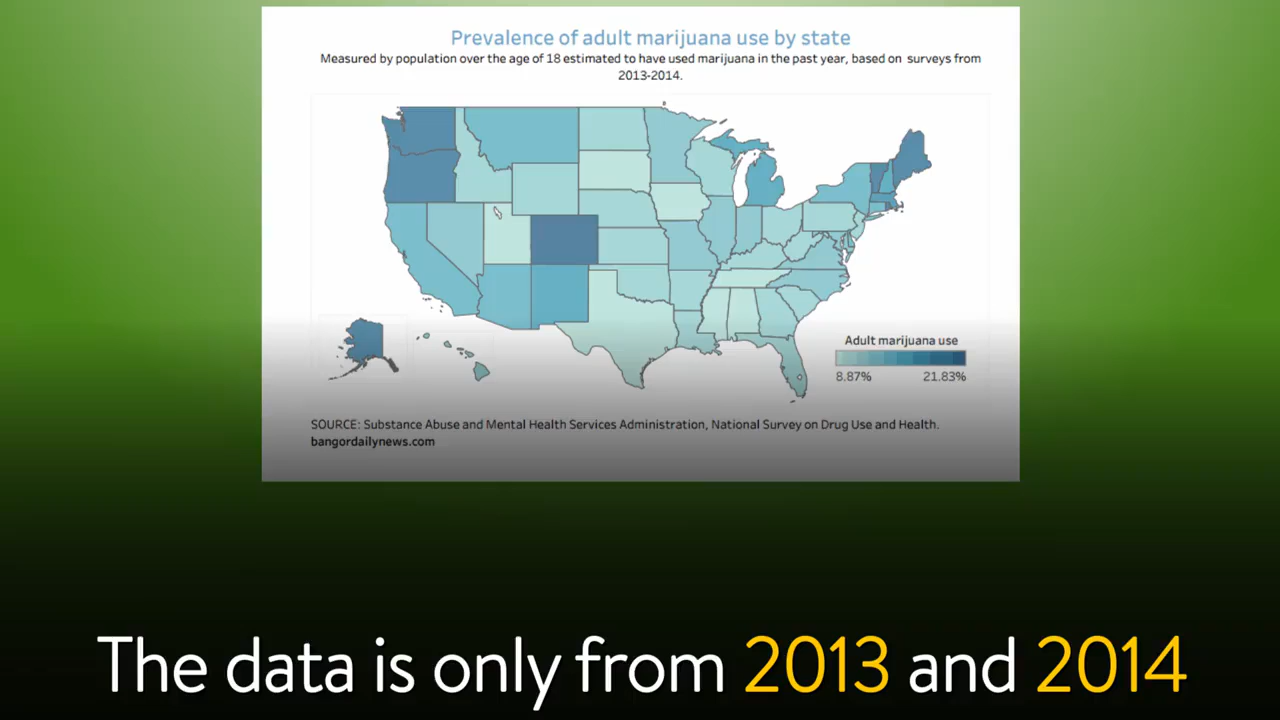 Prevalence of adult marijuana use by state
Measured by population over the age of 18 estimated to have used marijuana in the past year, based on surveys from
2013-2014.
Adult marijuana use
8.87% 21.83%
SOURCE: Substance Abuse and Mental Health Services Administration, National Survey on Drug Use and Health.
bangordailynews.com
The data is only from 2013 and 2014